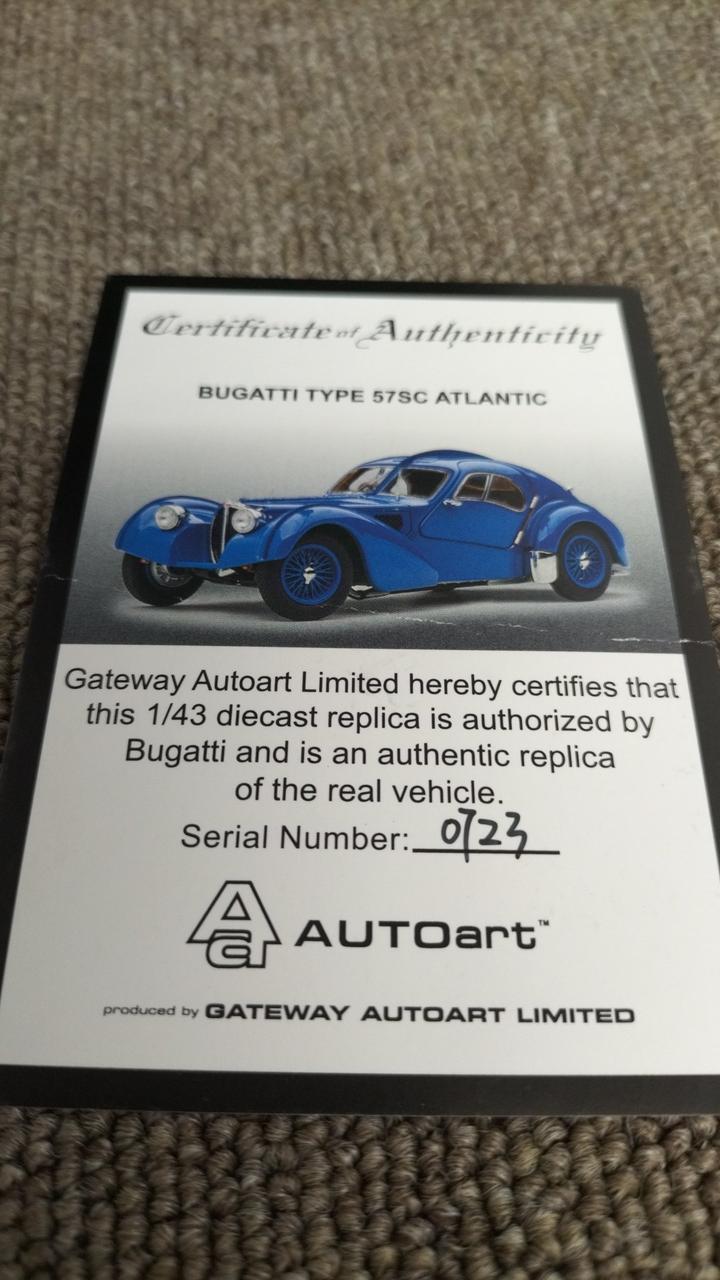 Certificate of Authenticity
BUGATTI TYPE 57SC ATLANTIC
Gateway Autoart Limited hereby certifies that
this 1/43 diecast replica is authorized by
Bugatti and is an authentic replica
of the real vehicle.
Serial Number: 0723
AUTOart™
produced by GATEWAY AUTOART LIMITED